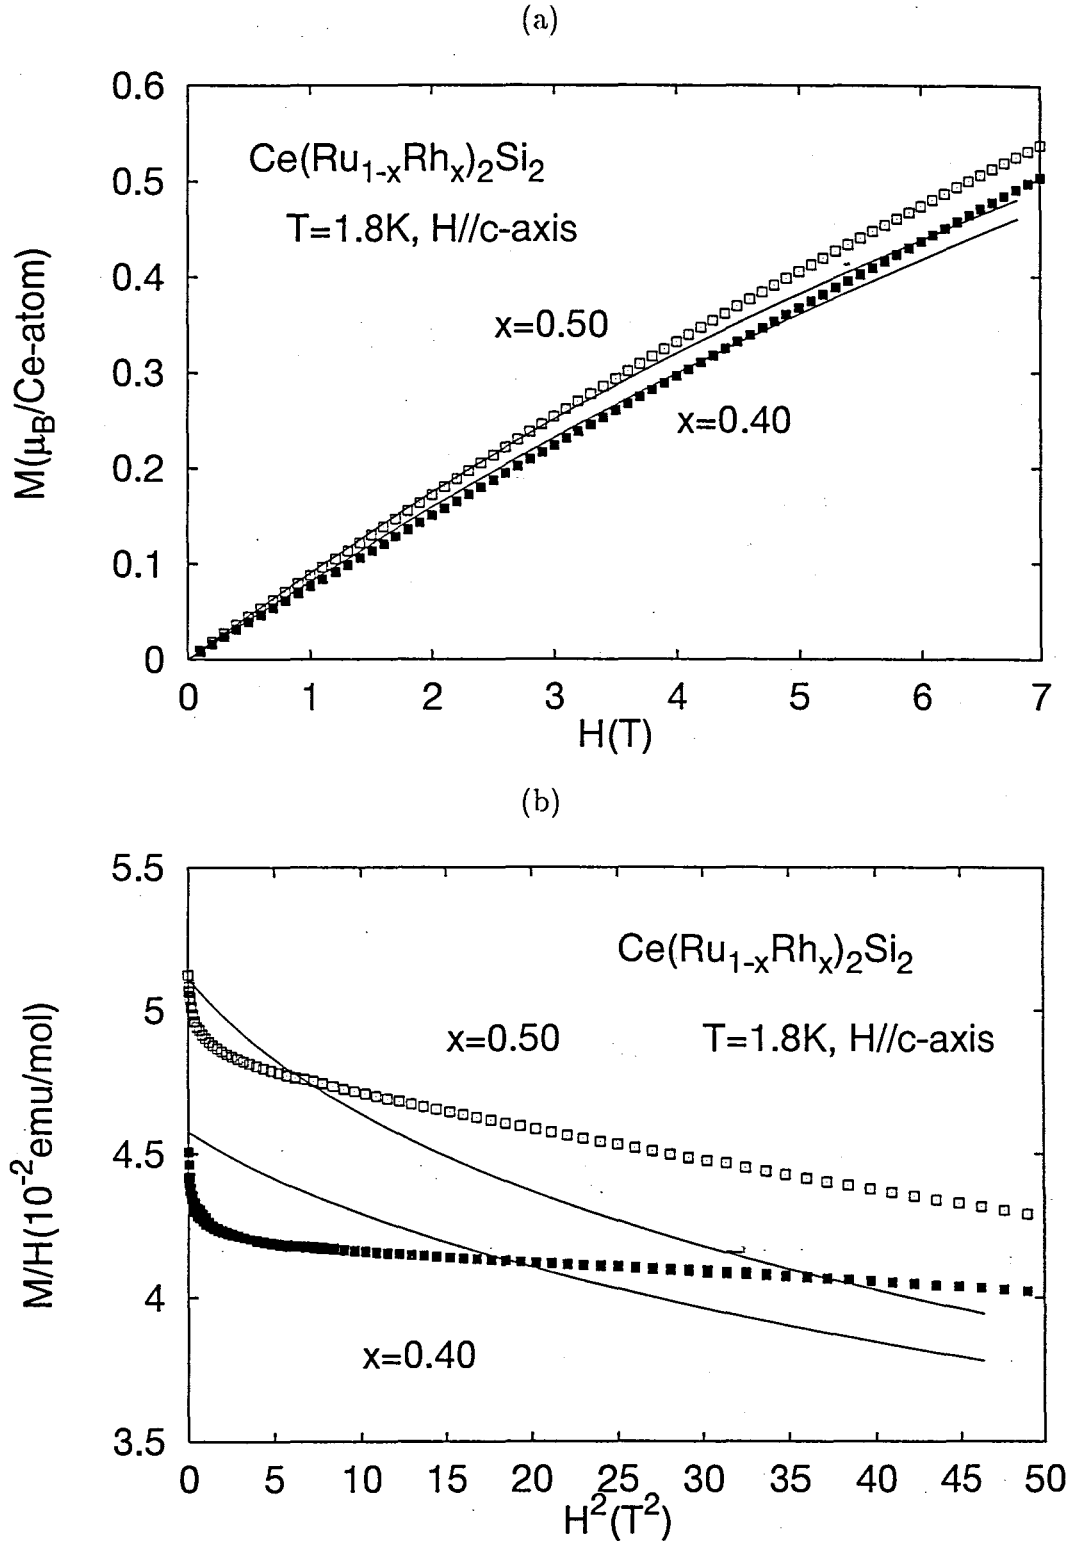 (a)
0.6
0.5
0.4
0.3
0.2
0.1
0
M(μB/Ce-atom)
Ce(Ru1-xRhx)2Si2
T=1.8K, H//c-axis
x=0.50
x=0.40
0 1 2 3 4 5 6 7
H(T)
(b)
5.5
5
4.5
4
3.5
M/H(10-2emu/mol)
Ce(Ru1-xRhx)2Si2
x=0.50
T=1.8K, H//c-axis
x=0.40
0 5 10 15 20 25 30 35 40 45 50
H2(T2)